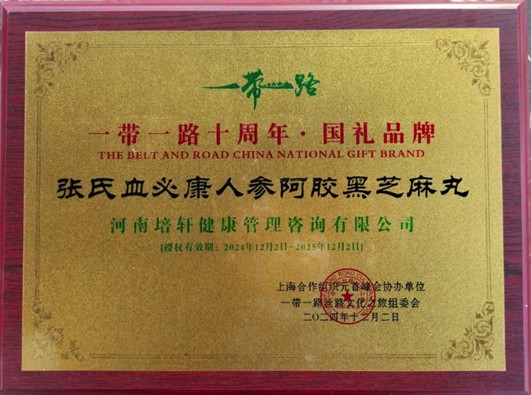 一带一路
一带一路十周年·国礼品牌
THE BELT AND ROAD CHINA NATIONAL GIFT BRAND
张氏血必康人参阿胶黑芝麻丸
河南培轩健康管理咨询有限公司
[授权有效期：2024年12月2日-2025年12月2日]
上海合作组织元首峰会协办单位
一带一路丝路文化之旅组委会
二〇二四年十二月二日